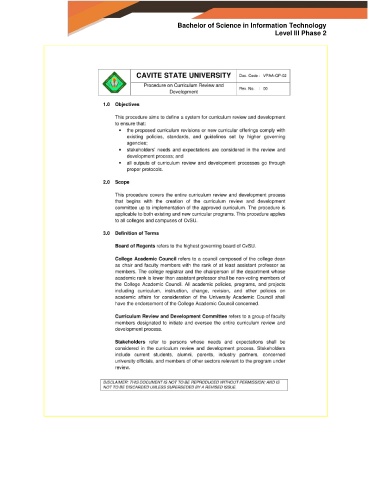 Bachelor of Science in Information Technology
Level III Phase 2
CAVITE STATE UNIVERSITY
Doc. Code : VPAA-QP-03
Procedure on Curriculum Review and
Development
Rev. No. : 00
1.0 Objectives
This procedure aims to define a system for curriculum review and development
to ensure that:
• the proposed curriculum revisions or new curricular offerings comply with
existing policies, standards, and guidelines set by higher governing
agencies;
• stakeholders' needs and expectations are considered in the review and
development process; and
• all outputs of curriculum review and development processes go through
proper protocols.
2.0 Scope
This procedure covers the entire curriculum review and development process
that begins with the creation of the curriculum review and development
committee up to implementation of the approved curriculum. The procedure is
applicable to both existing and new curricular programs. This procedure applies
to all colleges and campuses of CvSU.
3.0 Definition of Terms
Board of Regents refers to the highest governing board of CvSU.
College Academic Council refers to a council composed of the college dean
as chair and faculty members with the rank of at least assistant professor as
members. The college registrar and the chairperson of the department whose
academic rank is lower than assistant professor shall be non-voting members of
the College Academic Council. All academic policies, programs, and projects
including curriculum, instruction, change, revision, and other policies on
academic affairs for consideration of the University Academic Council shall
have the endorsement of the College Academic Council concerned.
Curriculum Review and Development Committee refers to a group of faculty
members designated to initiate and oversee the entire curriculum review and
development process.
Stakeholders refer to persons whose needs and expectations shall be
considered in the curriculum review and development process. Stakeholders
include current students, alumni, parents, industry partners, concerned
university officials, and members of other sectors relevant to the program under
review.
DISCLAIMER: THIS DOCUMENT IS NOT TO BE REPRODUCED WITHOUT PERMISSION AND IS
NOT TO BE DISCARDED UNLESS SUPERSEDED BY A REVISED ISSUE.